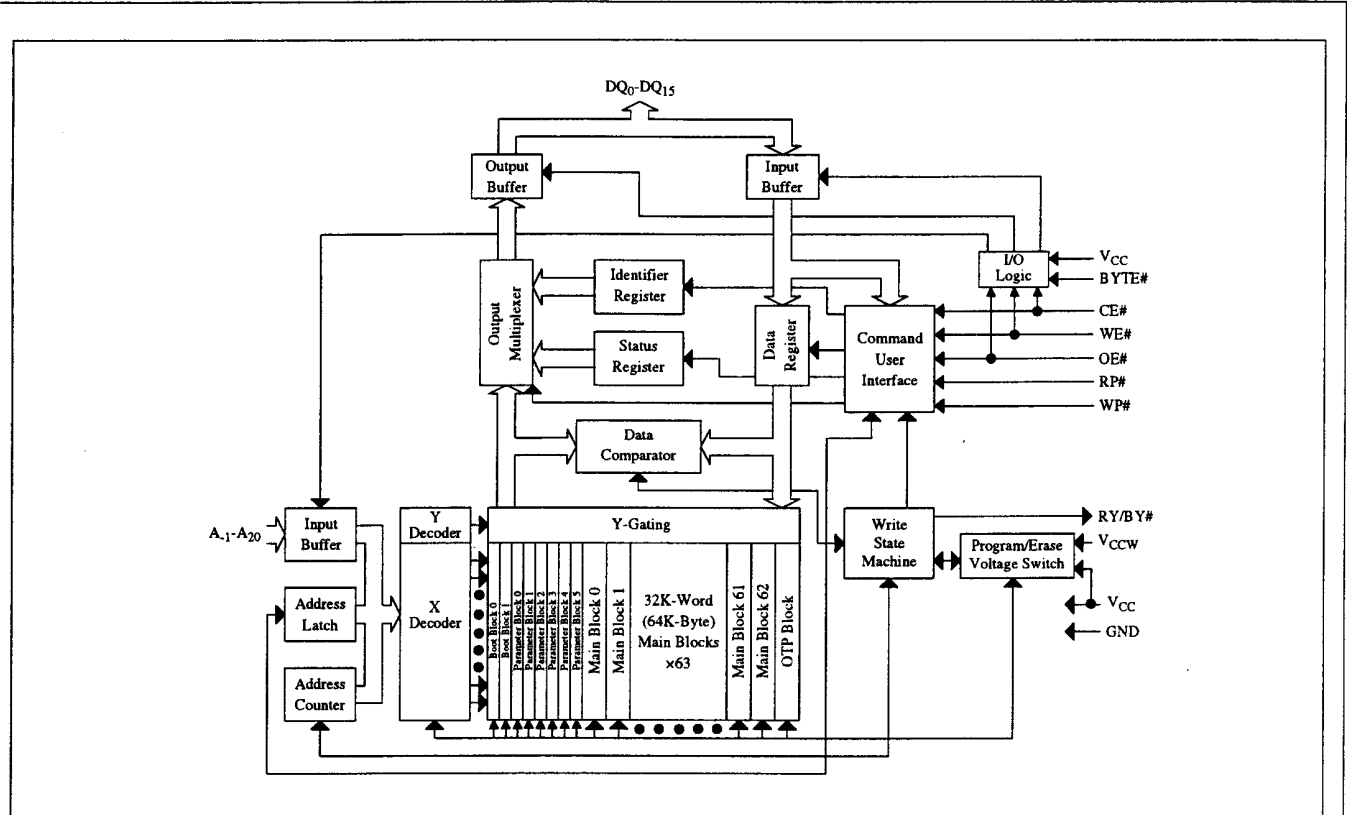 DQ0-DQ15
Output
Buffer
Input
Buffer
I/O
Logic
VCC
BYTE#
CE#
WE#
OE#
RP#
WP#
Output
Multiplexer
Identifier
Register
Status
Register
Data
Register
Command
User
Interface
Data
Comparator
A-1-A20
Input
Buffer
Address
Latch
Address
Counter
Y
Decoder
X
Decoder
Y-Gating
Boot Block 0
Boot Block 1
Parameter Block 0
Parameter Block 1
Parameter Block 2
Parameter Block 3
Parameter Block 4
Parameter Block 5
Main Block 0
Main Block 1
32K-Word
(64K-Byte)
Main Blocks
×63
Main Block 61
Main Block 62
OTP Block
Write
State
Machine
RY/BY#
Program/Erase
Voltage Switch
VCCW
VCC
GND